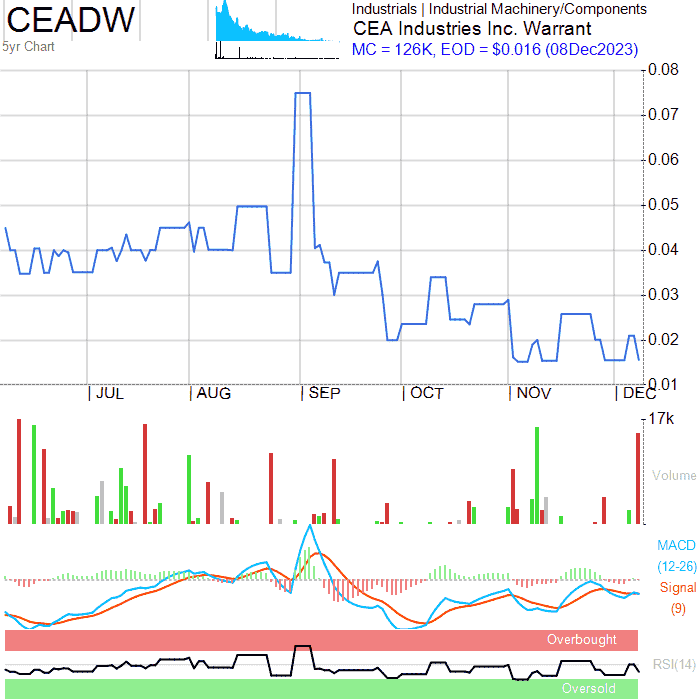 CEADW
5yr Chart
Industrials | Industrial Machinery/Components
CEA Industries Inc. Warrant
MC = 126K, EOD = $0.016 (08Dec2023)
0.08
0.07
0.06
0.05
0.04
0.03
0.02
0.01
JUL AUG SEP OCT NOV DEC
17k
Volume
MACD
(12-26)
Signal
(9)
Overbought
RSI(14)
Oversold